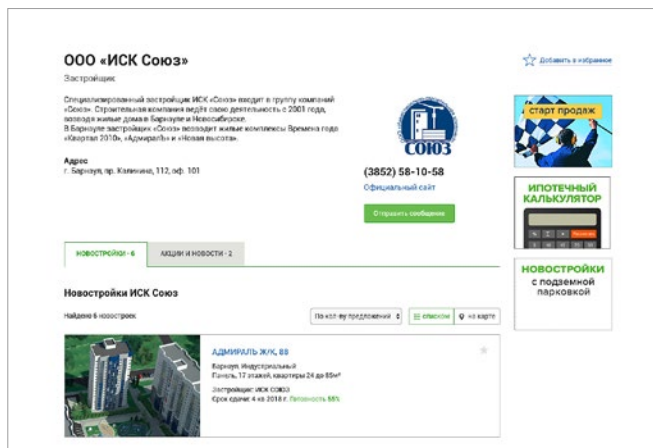 ООО «ИСК Союз»
Добавить в избранное
Застройщик
Специализированный застройщик ИСК «Союз» входит в группу компаний
«Союз». Строительная компания ведёт свою деятельность с 2003 года,
возводя жилые дома в Барнауле и Новосибирске.
В Барнауле застройщик «Союз» возводит жилые комплексы Времена года
«Квартал 2010», «Адмиралъ» и «Новая высота».
Адрес
г. Барнаул, пр. Калинина, 112, оф. 101
СОЮЗ
(3852) 58-10-58
Официальный сайт
Отправить сообщение
старт продаж
ИПОТЕЧНЫЙ
КАЛЬКУЛЯТОР
НОВОСТРОЙКИ
с подземной
парковкой
НОВОСТРОЙКИ - 6
АКЦИИ И НОВОСТИ - 2
Новостройки ИСК Союз
Найдено 6 новостроек
По кол-ву предложений
списком
на карте
АДМИРАЛЪ Ж/К, 88
Барнаул, Индустриальный
Панель, 17 этажей, квартиры 24 до 85м²
Застройщик: ИСК СОЮЗ
Срок сдачи: 4 кв 2018 г. Готовность 55%